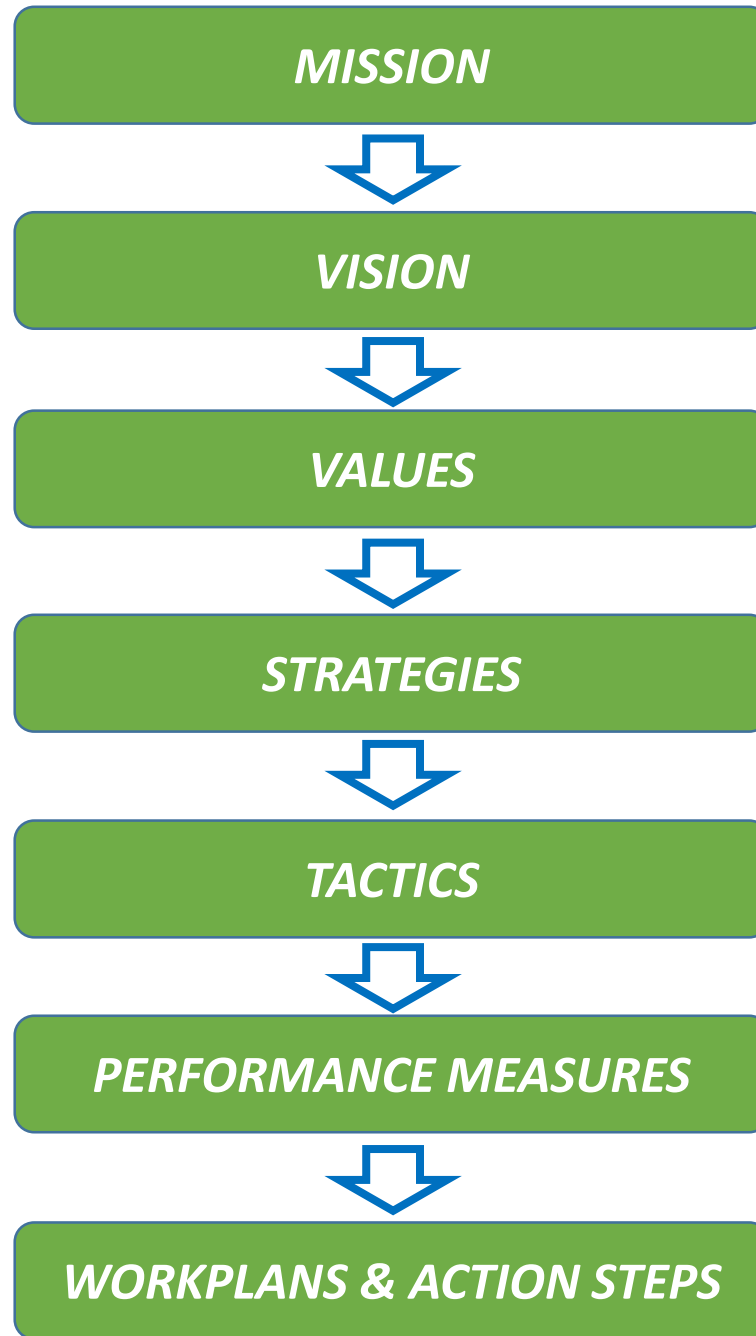 MISSION
VISION
VALUES
STRATEGIES
TACTICS
PERFORMANCE MEASURES
WORKPLANS & ACTION STEPS